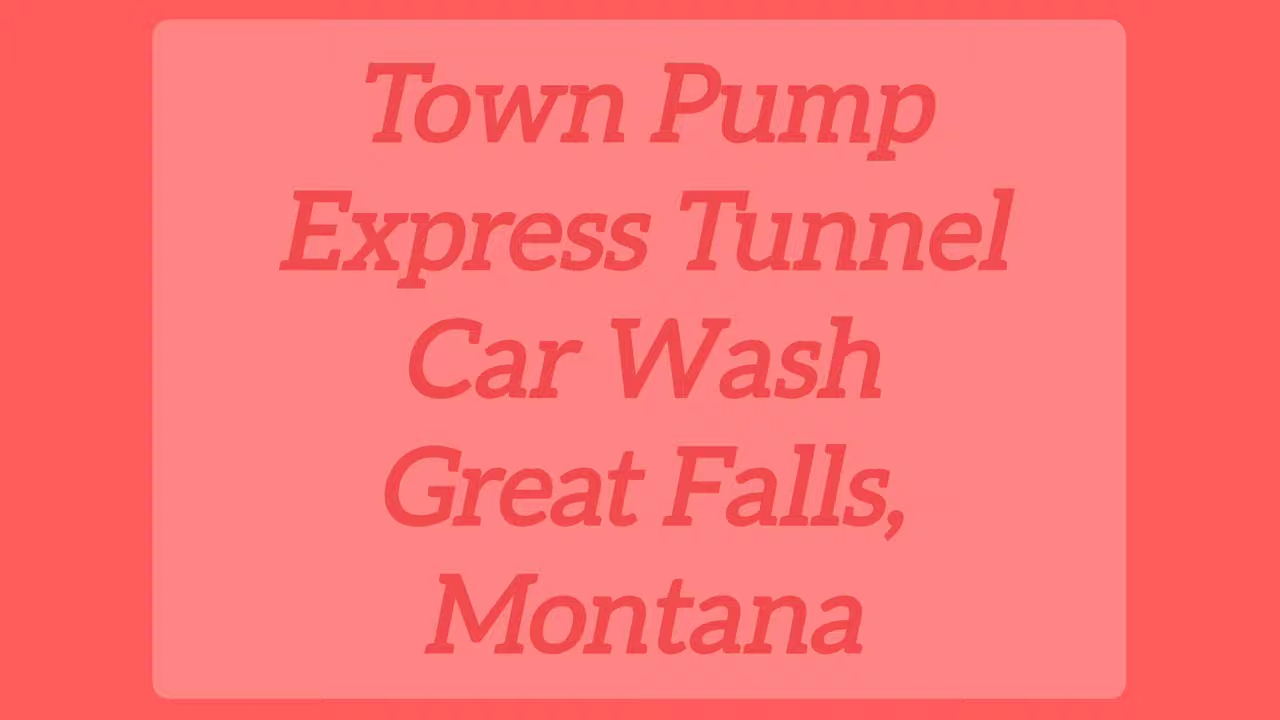 Town Pump
Express Tunnel
Car Wash
Great Falls,
Montana